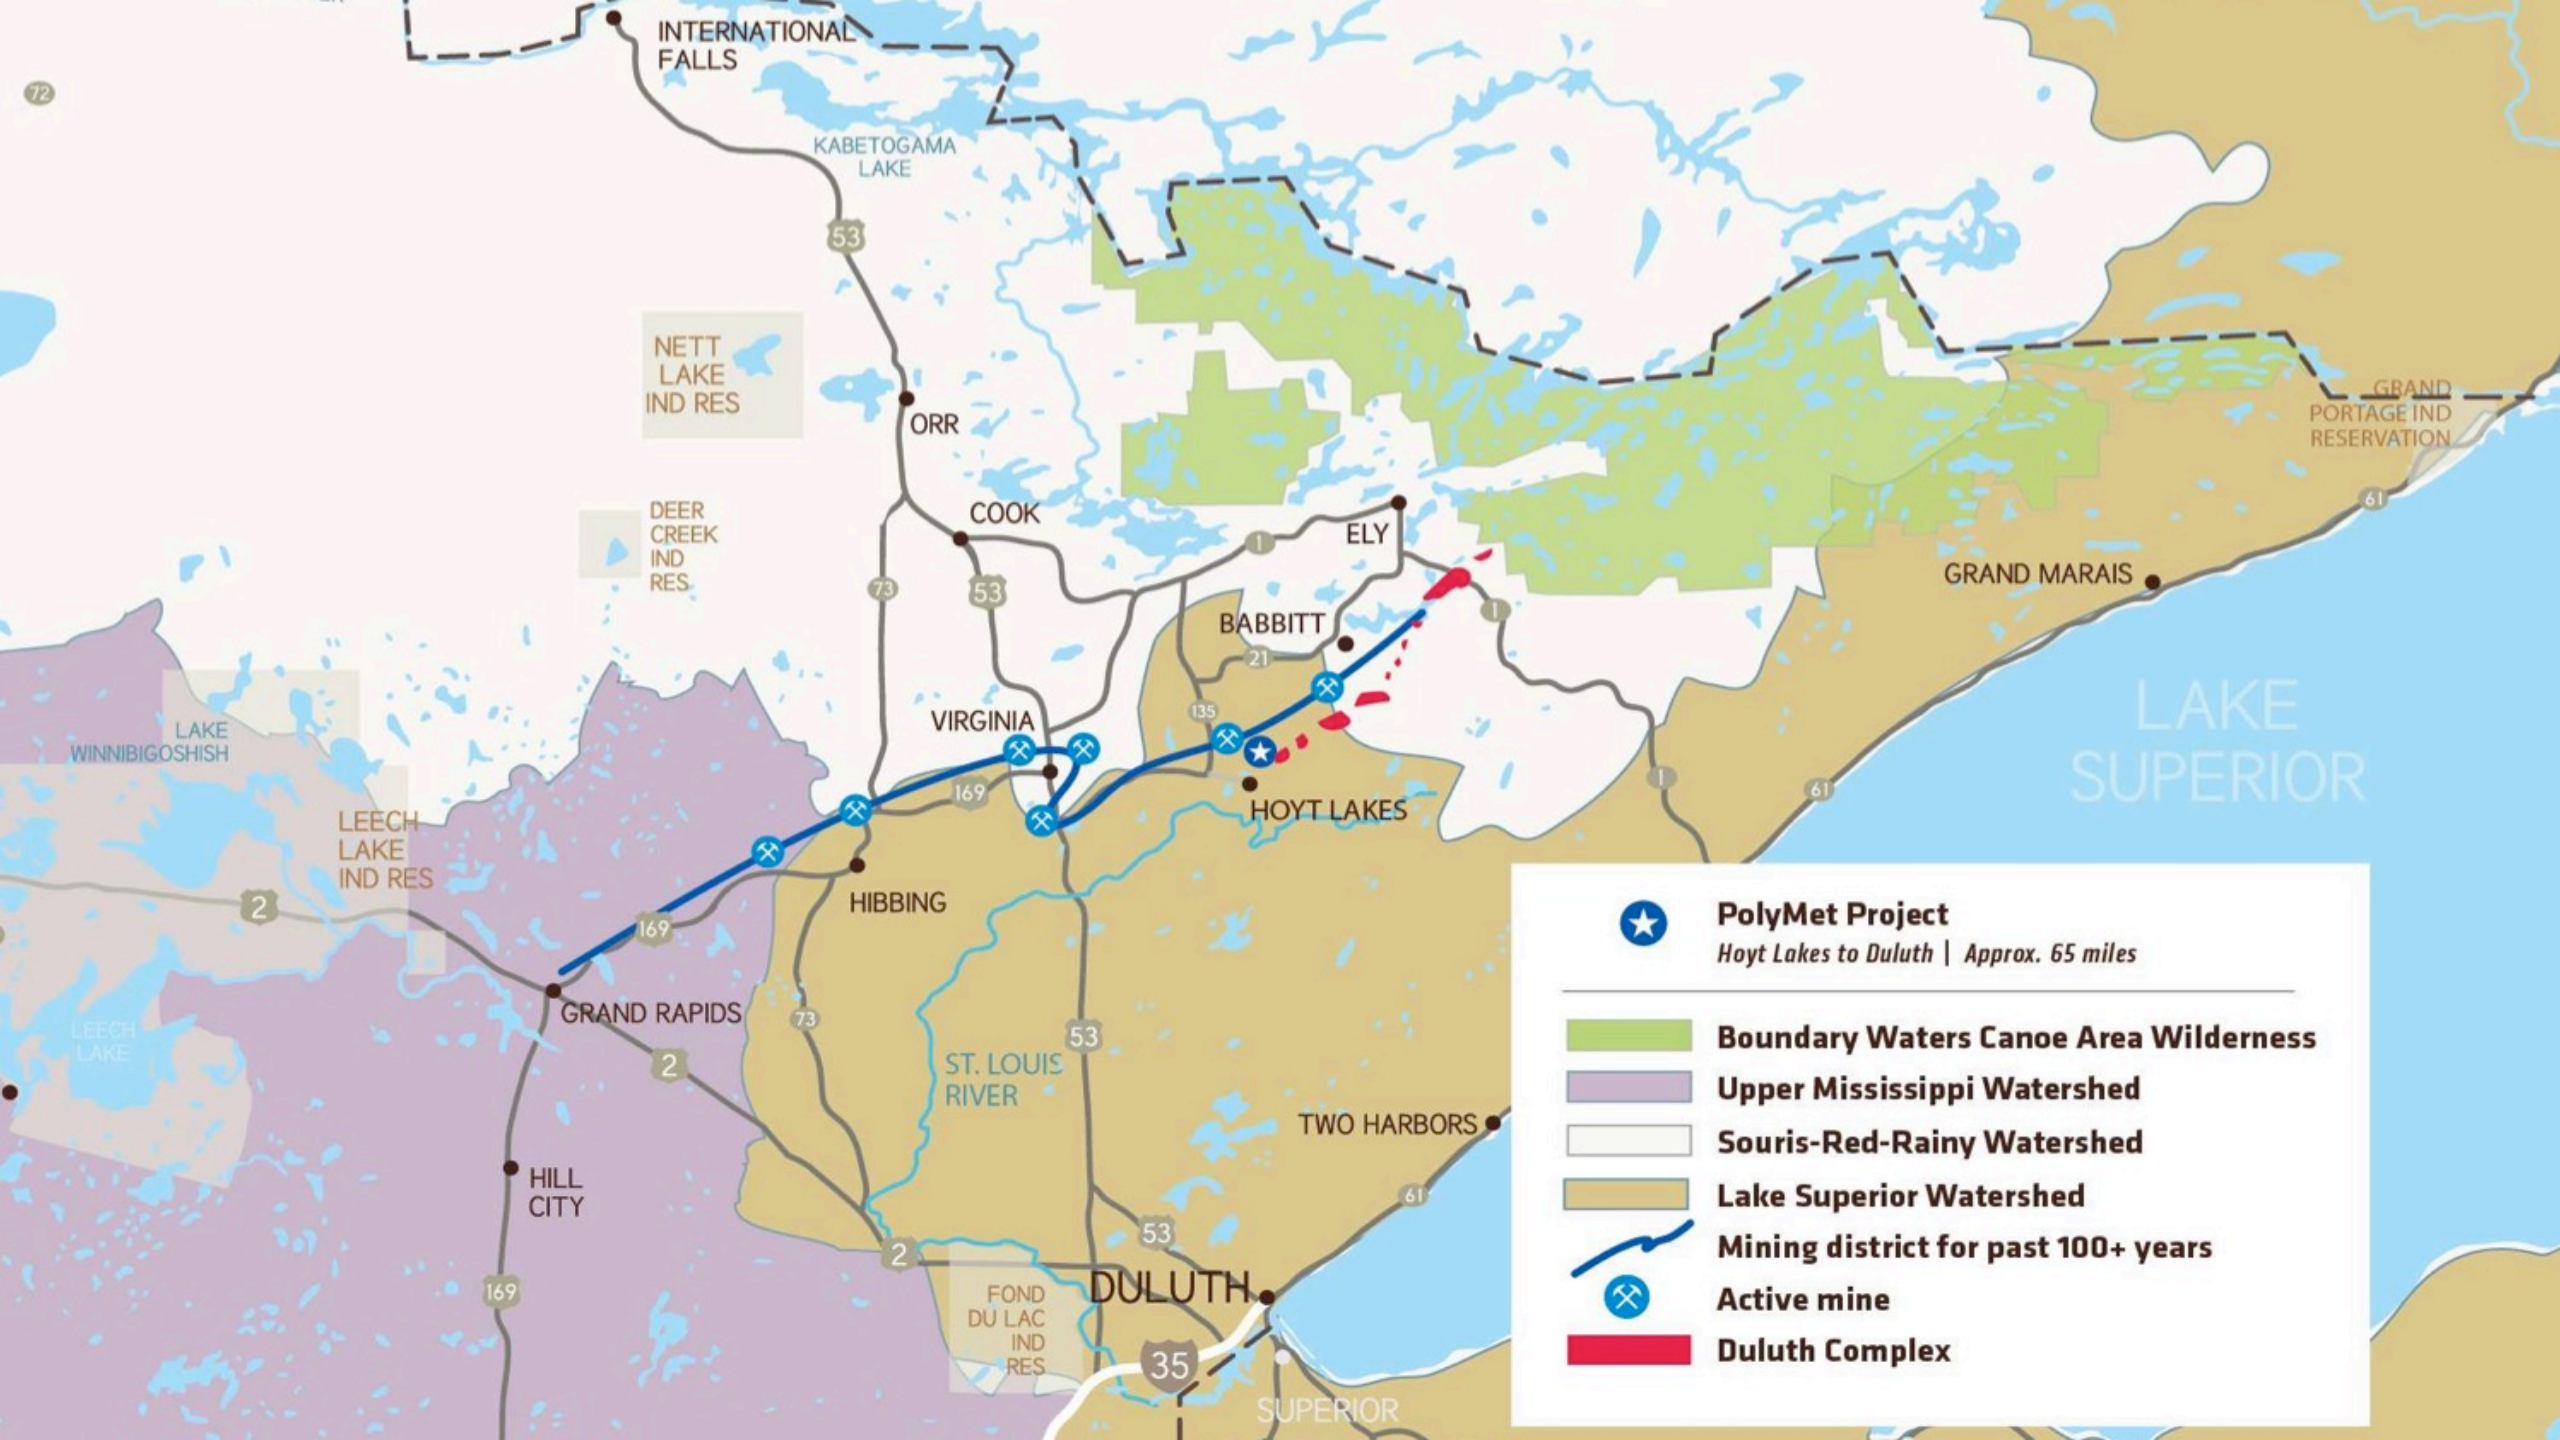 INTERNATIONAL
FALLS
72
KABETOGAMA
LAKE
53
NETT
LAKE
IND RES
ORR
GRAND
PORTAGE IND
RESERVATION
61
DEER
CREEK
IND
RES
COOK
ELY
1
73
53
1
GRAND MARAIS
BABBITT
21
135
VIRGINIA
LAKE
SUPERIOR
LAKE
WINNIBIGOSHISH
169
1
61
HOYT LAKES
LEECH
LAKE
IND RES
2
HIBBING
169
GRAND RAPIDS
LEECH
LAKE
73
53
2
ST. LOUIS
RIVER
TWO HARBORS
HILL
CITY
61
53
2
169
FOND
DU LAC
IND
RES
DULUTH
35
SUPERIOR
PolyMet Project
Hoyt Lakes to Duluth | Approx. 65 miles
Boundary Waters Canoe Area Wilderness
Upper Mississippi Watershed
Souris-Red-Rainy Watershed
Lake Superior Watershed
Mining district for past 100+ years
Active mine
Duluth Complex